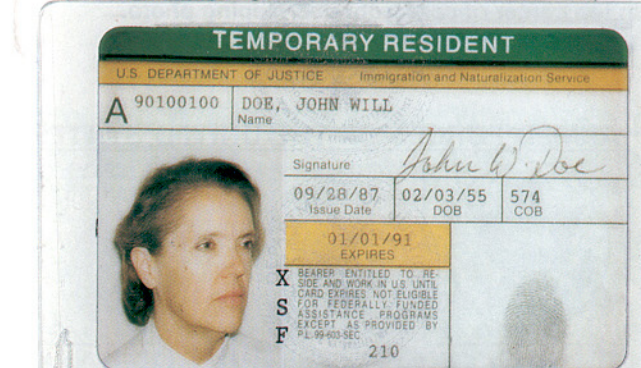 TEMPORARY RESIDENT
U.S. DEPARTMENT OF JUSTICE Immigration and Naturalization Service
A 90100100 DOE, JOHN WILL
Name
Signature John W. Doe
09/28/87 02/03/55 574
Issue Date DOB COB
01/01/91
EXPIRES
X BEARER ENTITLED TO RE-
SIDE AND WORK IN U.S. UNTIL
CARD EXPIRES NOT ELIGIBLE
S FOR FEDERALLY FUNDED
ASSISTANCE PROGRAMS
F EXCEPT AS PROVIDED BY
P.L. 99-603-SEC
210